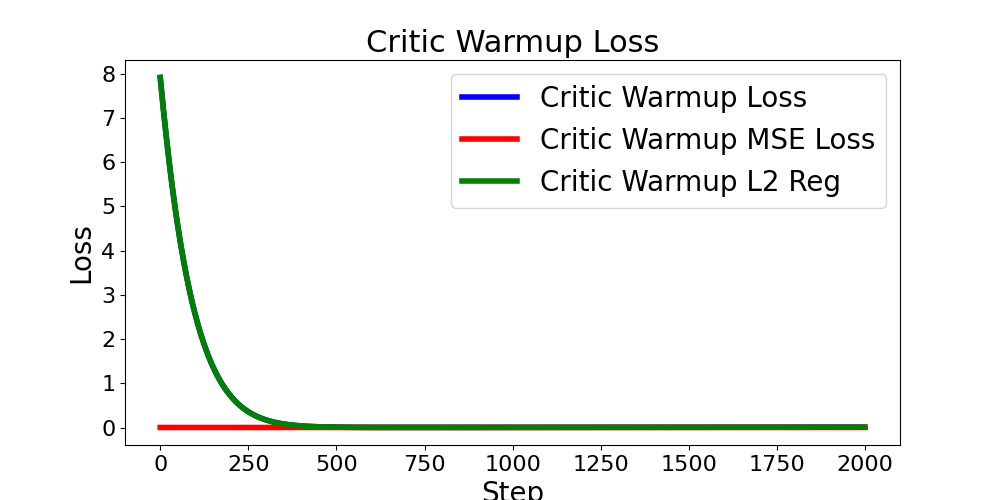 Critic Warmup Loss
Critic Warmup Loss
Critic Warmup MSE Loss
Critic Warmup L2 Reg
Loss
8
7
6
5
4
3
2
1
0
0 250 500 750 1000 1250 1500 1750 2000
Step